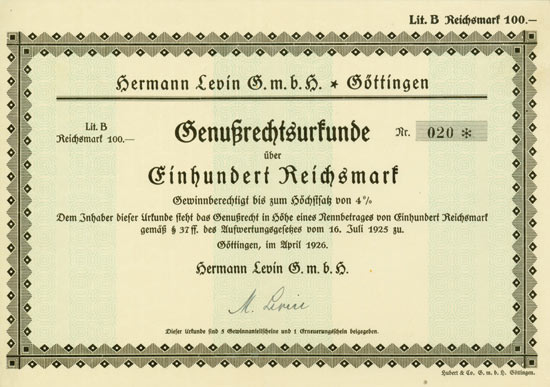 Lit. B Reichsmark 100.—
Hermann Levin G. m. b. H. ★ Göttingen
Lit. B
Reichsmark 100.—
Genußrechtsurkunde
Nr. 020 *
über
Einhundert Reichsmark
Gewinnberechtigt bis zum Höchstsatz von 4%
Dem Inhaber dieser Urkunde steht das Genußrecht in Höhe eines Nennbetrages von Einhundert Reichsmark
gemäß § 37 ff. des Aufwertungsgesetzes vom 16. Juli 1925 zu.
Göttingen, im April 1926.
Hermann Levin G. m. b. H.
M. Levin
Dieser Urkunde sind 5 Gewinnanteilscheine und 1 Erneuerungsschein beigegeben.
Hubert & Co. G. m. b. H. Göttingen.